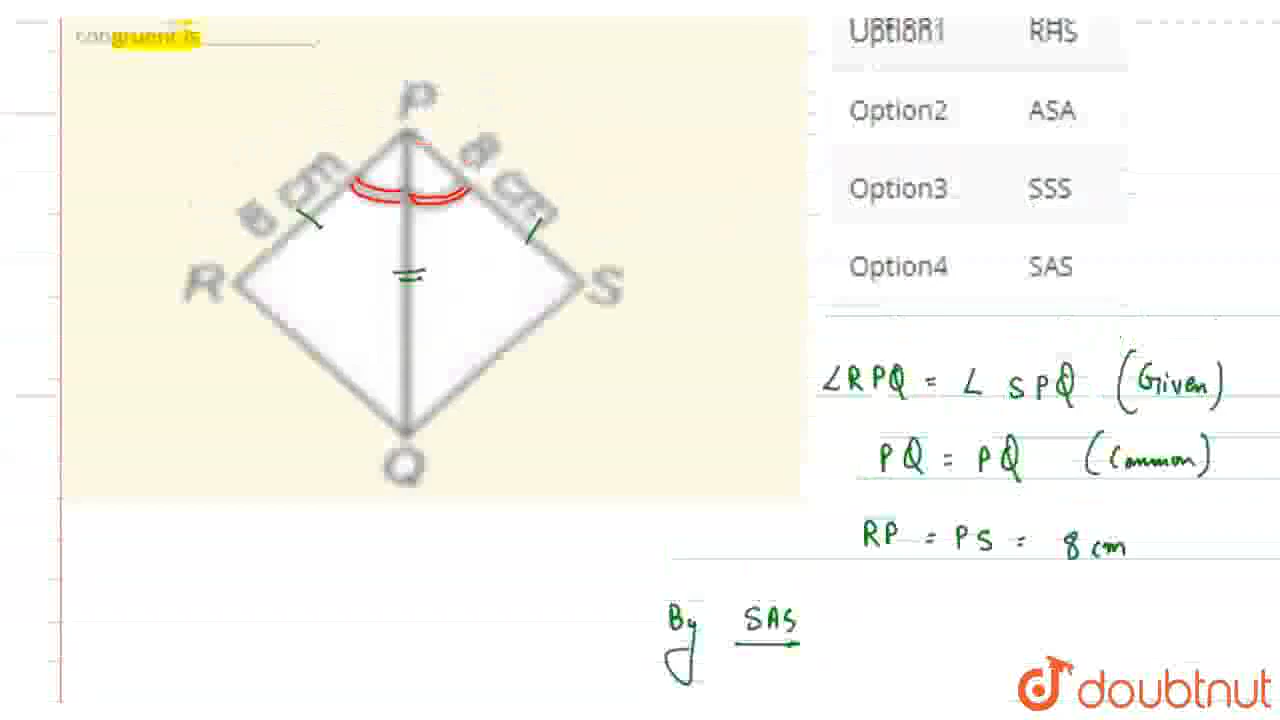 congruent is
P
8 cm
8 cm
R
S
Q
Option1 RHS
Option2 ASA
Option3 SSS
Option4 SAS
∠RPQ = ∠ SPQ (Given)
PQ = PQ (Common)
RP = PS = 8 cm
By SAS
doubtnut